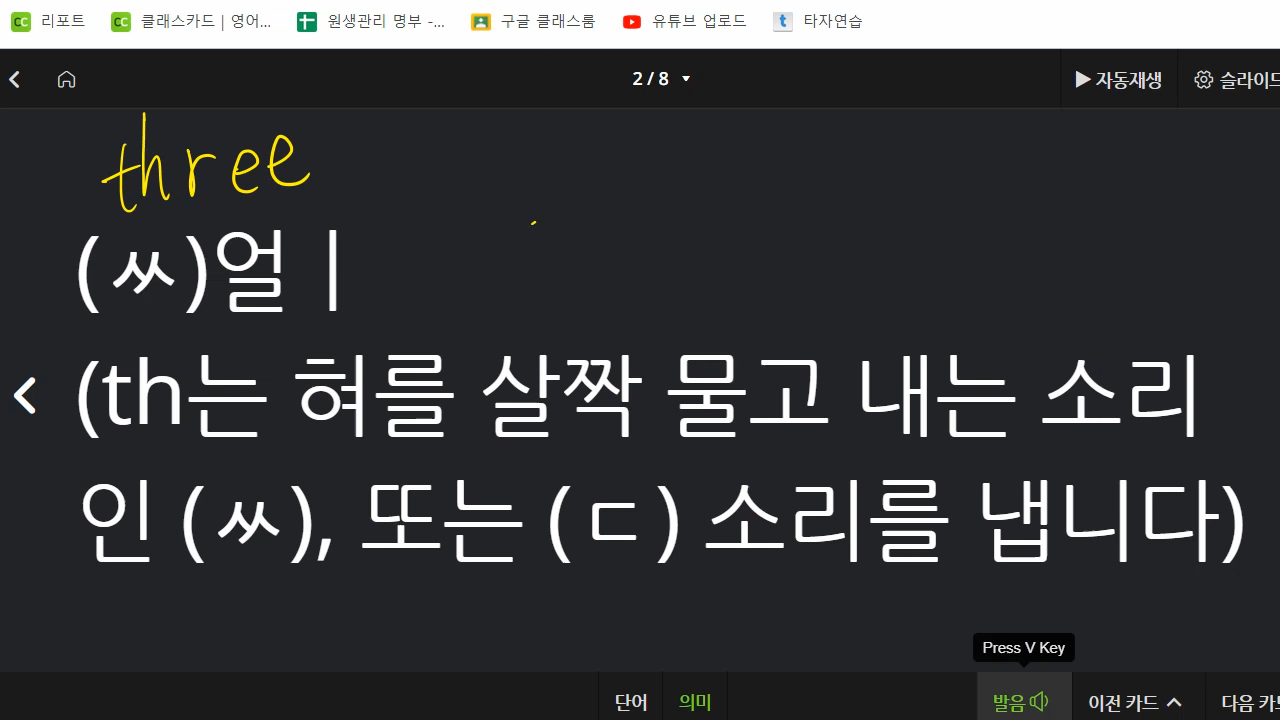 리포트 클래스카드 | 영어... 원생관리 명부 -... 구글 클래스룸 유튜브 업로드 타자연습
2 / 8 자동재생 슬라이드
three
(ㅆ)얼ㅣ
(th는 혀를 살짝 물고 내는 소리
인 (ㅆ), 또는 (ㄷ) 소리를 냅니다)
Press V Key
단어 의미 발음 이전 카드 다음 카드